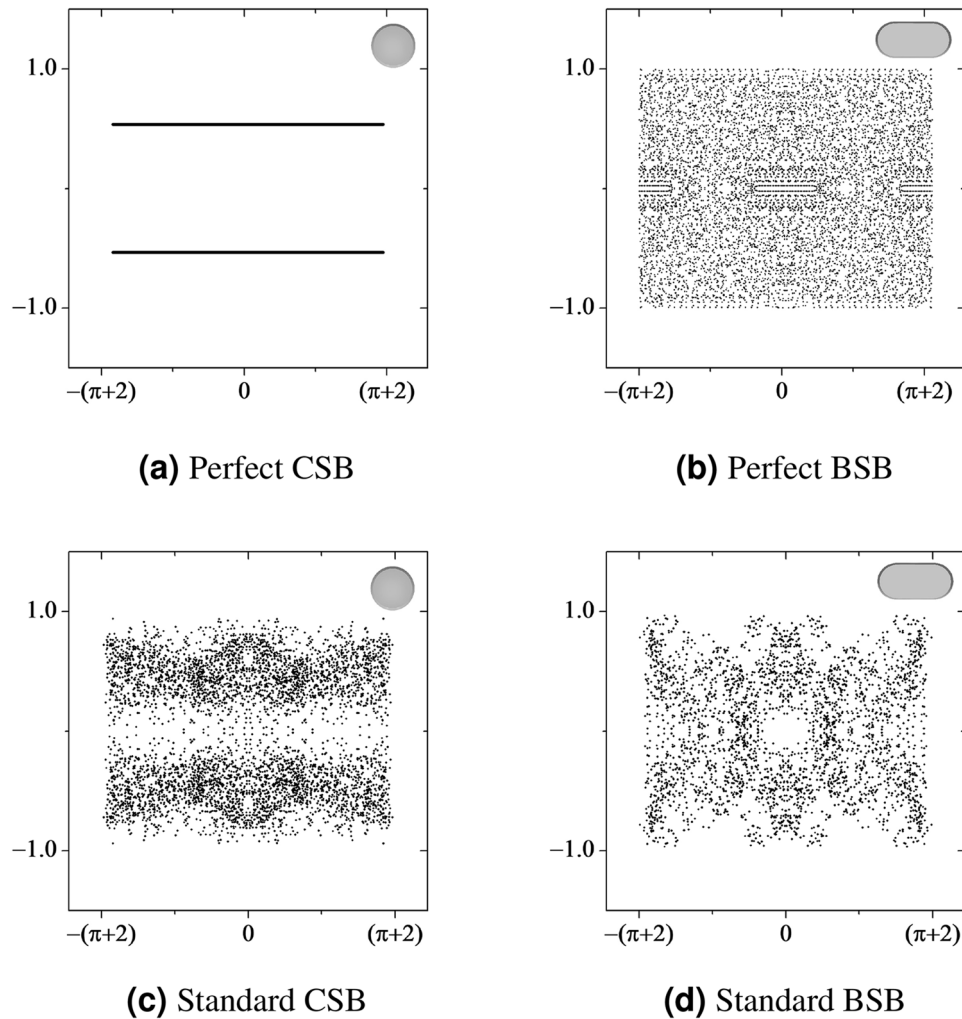 1.0
−1.0
−(π+2) 0 (π+2)
(a) Perfect CSB
1.0
−1.0
−(π+2) 0 (π+2)
(b) Perfect BSB
1.0
−1.0
−(π+2) 0 (π+2)
(c) Standard CSB
1.0
−1.0
−(π+2) 0 (π+2)
(d) Standard BSB